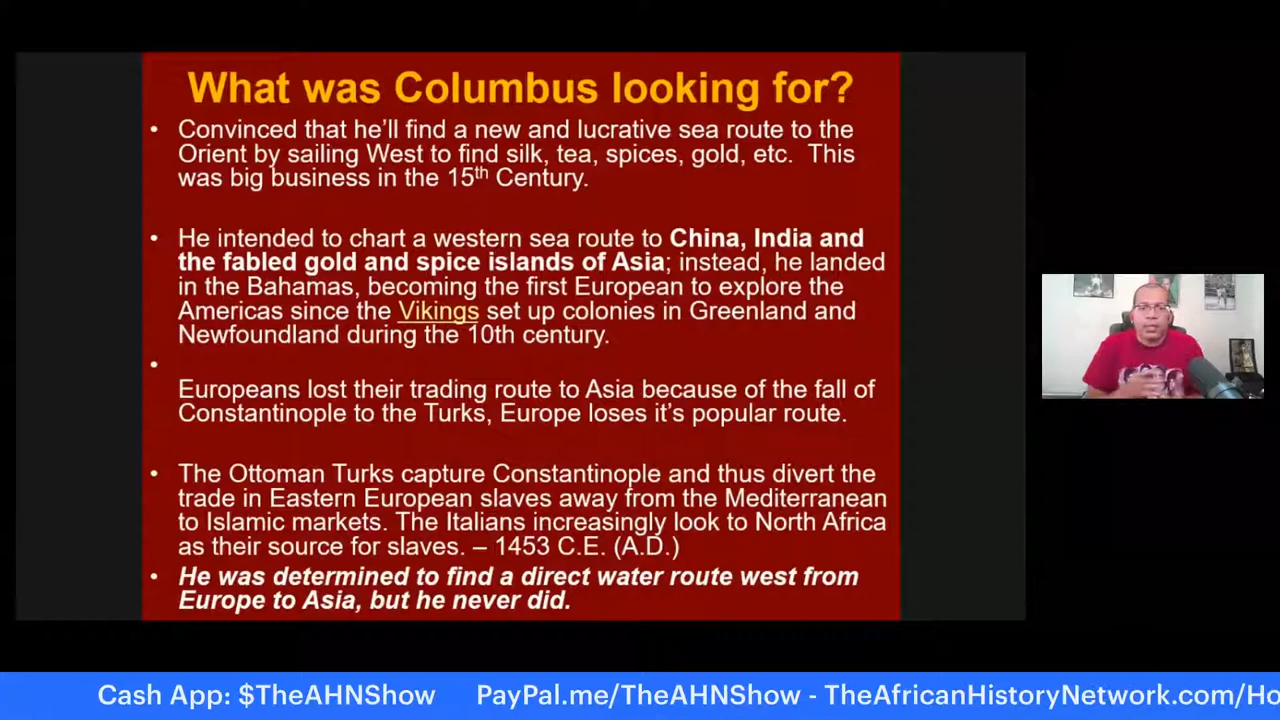 What was Columbus looking for?
• Convinced that he'll find a new and lucrative sea route to the
Orient by sailing West to find silk, tea, spices, gold, etc.  This
was big business in the 15th Century.
• He intended to chart a western sea route to China, India and
the fabled gold and spice islands of Asia; instead, he landed
in the Bahamas, becoming the first European to explore the
Americas since the Vikings set up colonies in Greenland and
Newfoundland during the 10th century.
•
Europeans lost their trading route to Asia because of the fall of
Constantinople to the Turks, Europe loses it's popular route.
• The Ottoman Turks capture Constantinople and thus divert the
trade in Eastern European slaves away from the Mediterranean
to Islamic markets. The Italians increasingly look to North Africa
as their source for slaves. – 1453 C.E. (A.D.)
• He was determined to find a direct water route west from
Europe to Asia, but he never did.
Cash App: $TheAHNShow PayPal.me/TheAHNShow - TheAfricanHistoryNetwork.com/Ho